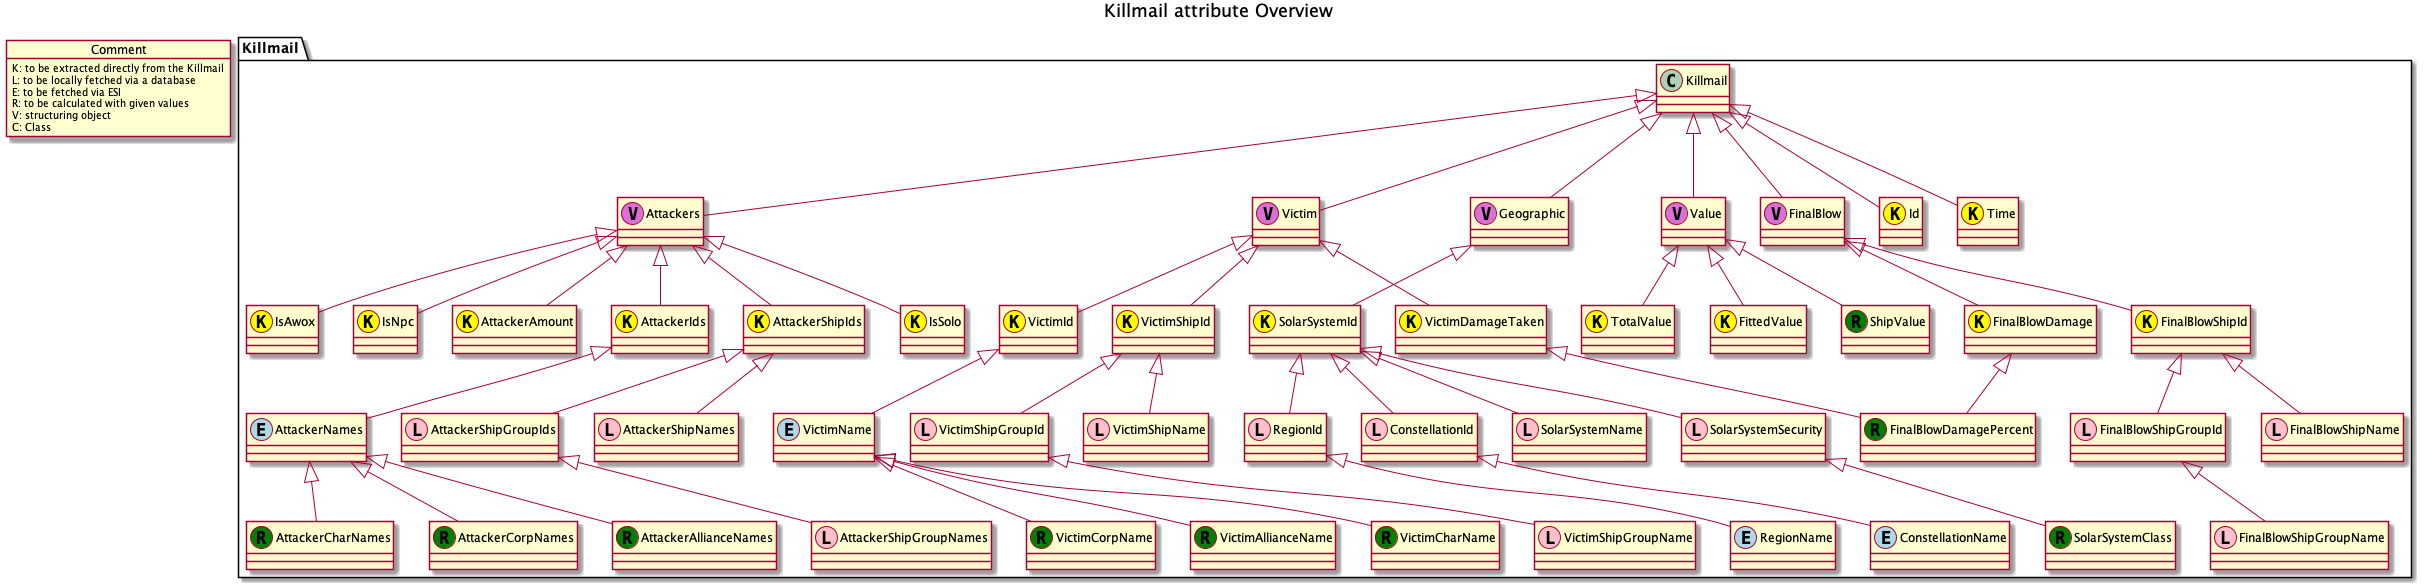 Killmail attribute Overview
Comment
K: to be extracted directly from the Killmail
L: to be locally fetched via a database
E: to be fetched via ESI
R: to be calculated with given values
V: structuring object
C: Class
Killmail
C Killmail
V Attackers
V Victim
V Geographic
V Value
V FinalBlow
K Id
K Time
K IsAwox
K IsNpc
K AttackerAmount
K AttackerIds
K AttackerShipIds
K IsSolo
K VictimId
K VictimShipId
K SolarSystemId
K VictimDamageTaken
K TotalValue
K FittedValue
R ShipValue
K FinalBlowDamage
K FinalBlowShipId
E AttackerNames
L AttackerShipGroupIds
L AttackerShipNames
E VictimName
L VictimShipGroupId
L VictimShipName
L RegionId
L ConstellationId
L SolarSystemName
L SolarSystemSecurity
R FinalBlowDamagePercent
L FinalBlowShipGroupId
L FinalBlowShipName
R AttackerCharNames
R AttackerCorpNames
R AttackerAllianceNames
L AttackerShipGroupNames
R VictimCorpName
R VictimAllianceName
R VictimCharName
L VictimShipGroupName
E RegionName
E ConstellationName
R SolarSystemClass
L FinalBlowShipGroupName